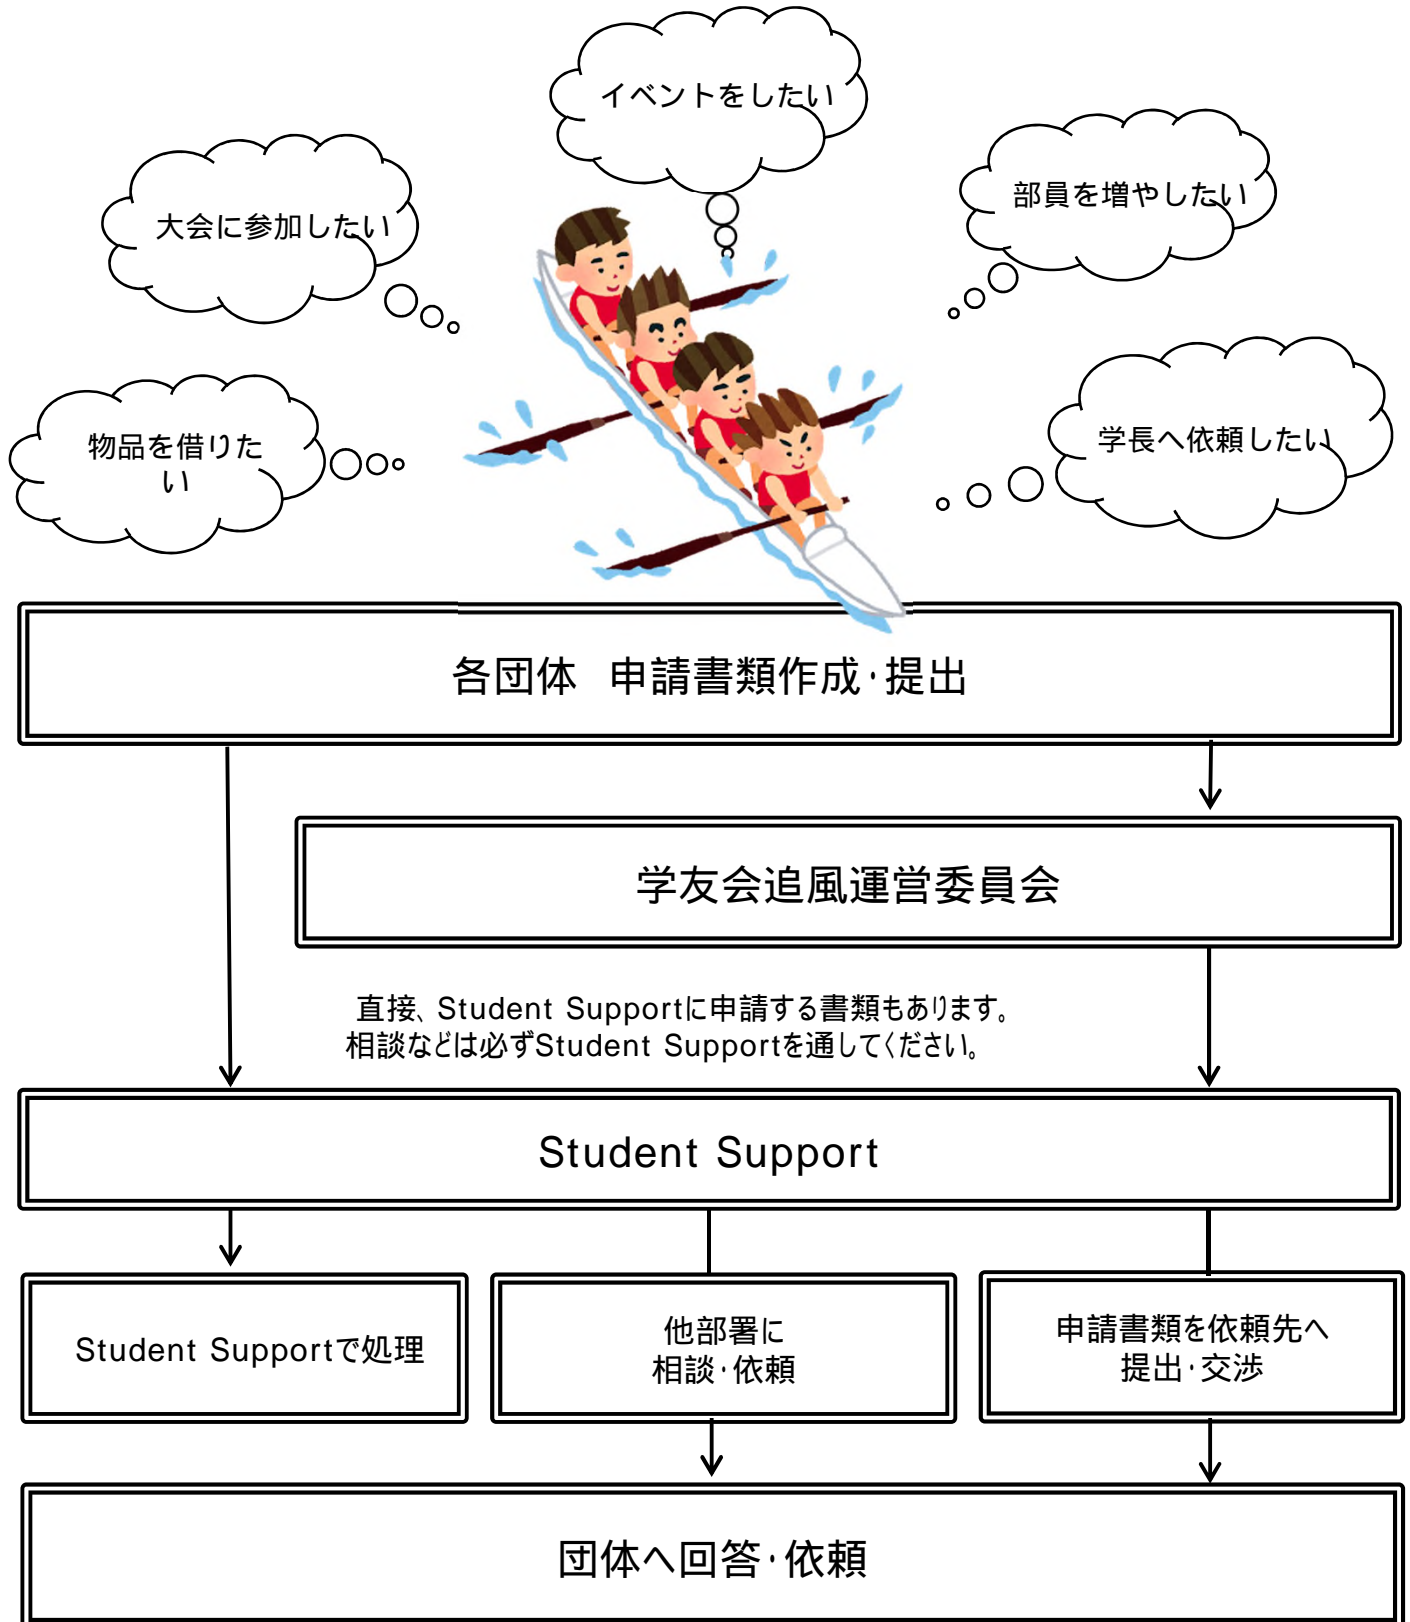 イベントをしたい
部員を増やしたい
大会に参加したい
物品を借りた
い
学長へ依頼したい
各団体　申請書類作成・提出
学友会追風運営委員会
直接、Student Supportに申請する書類もあります。
相談などは必ずStudent Supportを通してください。
Student Support
Student Supportで処理
他部署に
相談・依頼
申請書類を依頼先へ
提出・交渉
団体へ回答・依頼